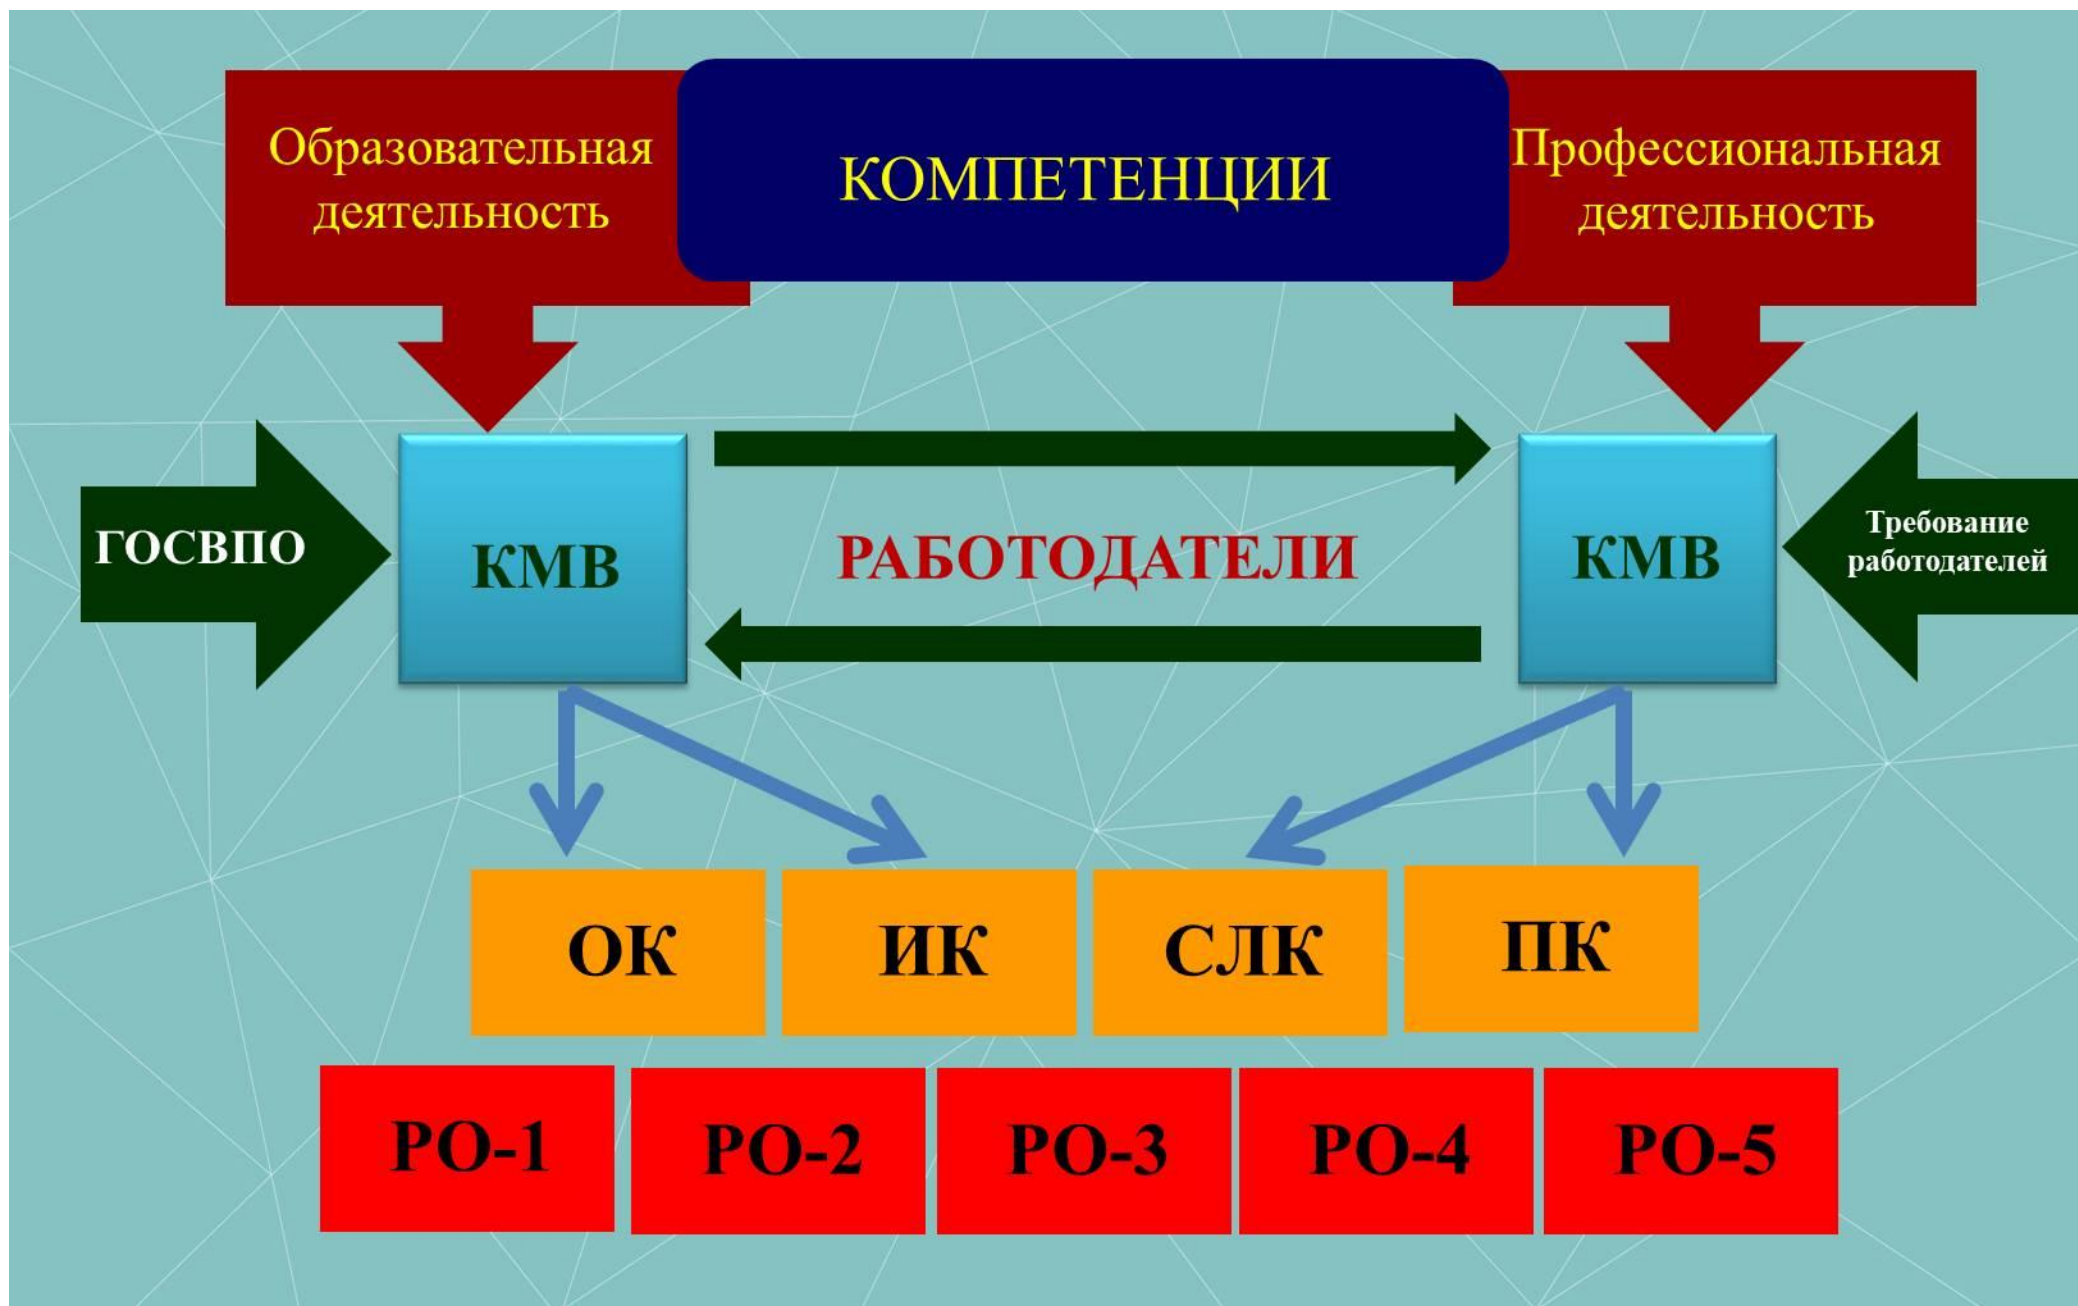 Образовательная
деятельность
КОМПЕТЕНЦИИ
Профессиональная
деятельность
ГОСВПО
КМВ
РАБОТОДАТЕЛИ
КМВ
Требование
работодателей
ОК
ИК
СЛК
ПК
РО-1
РО-2
РО-3
РО-4
РО-5